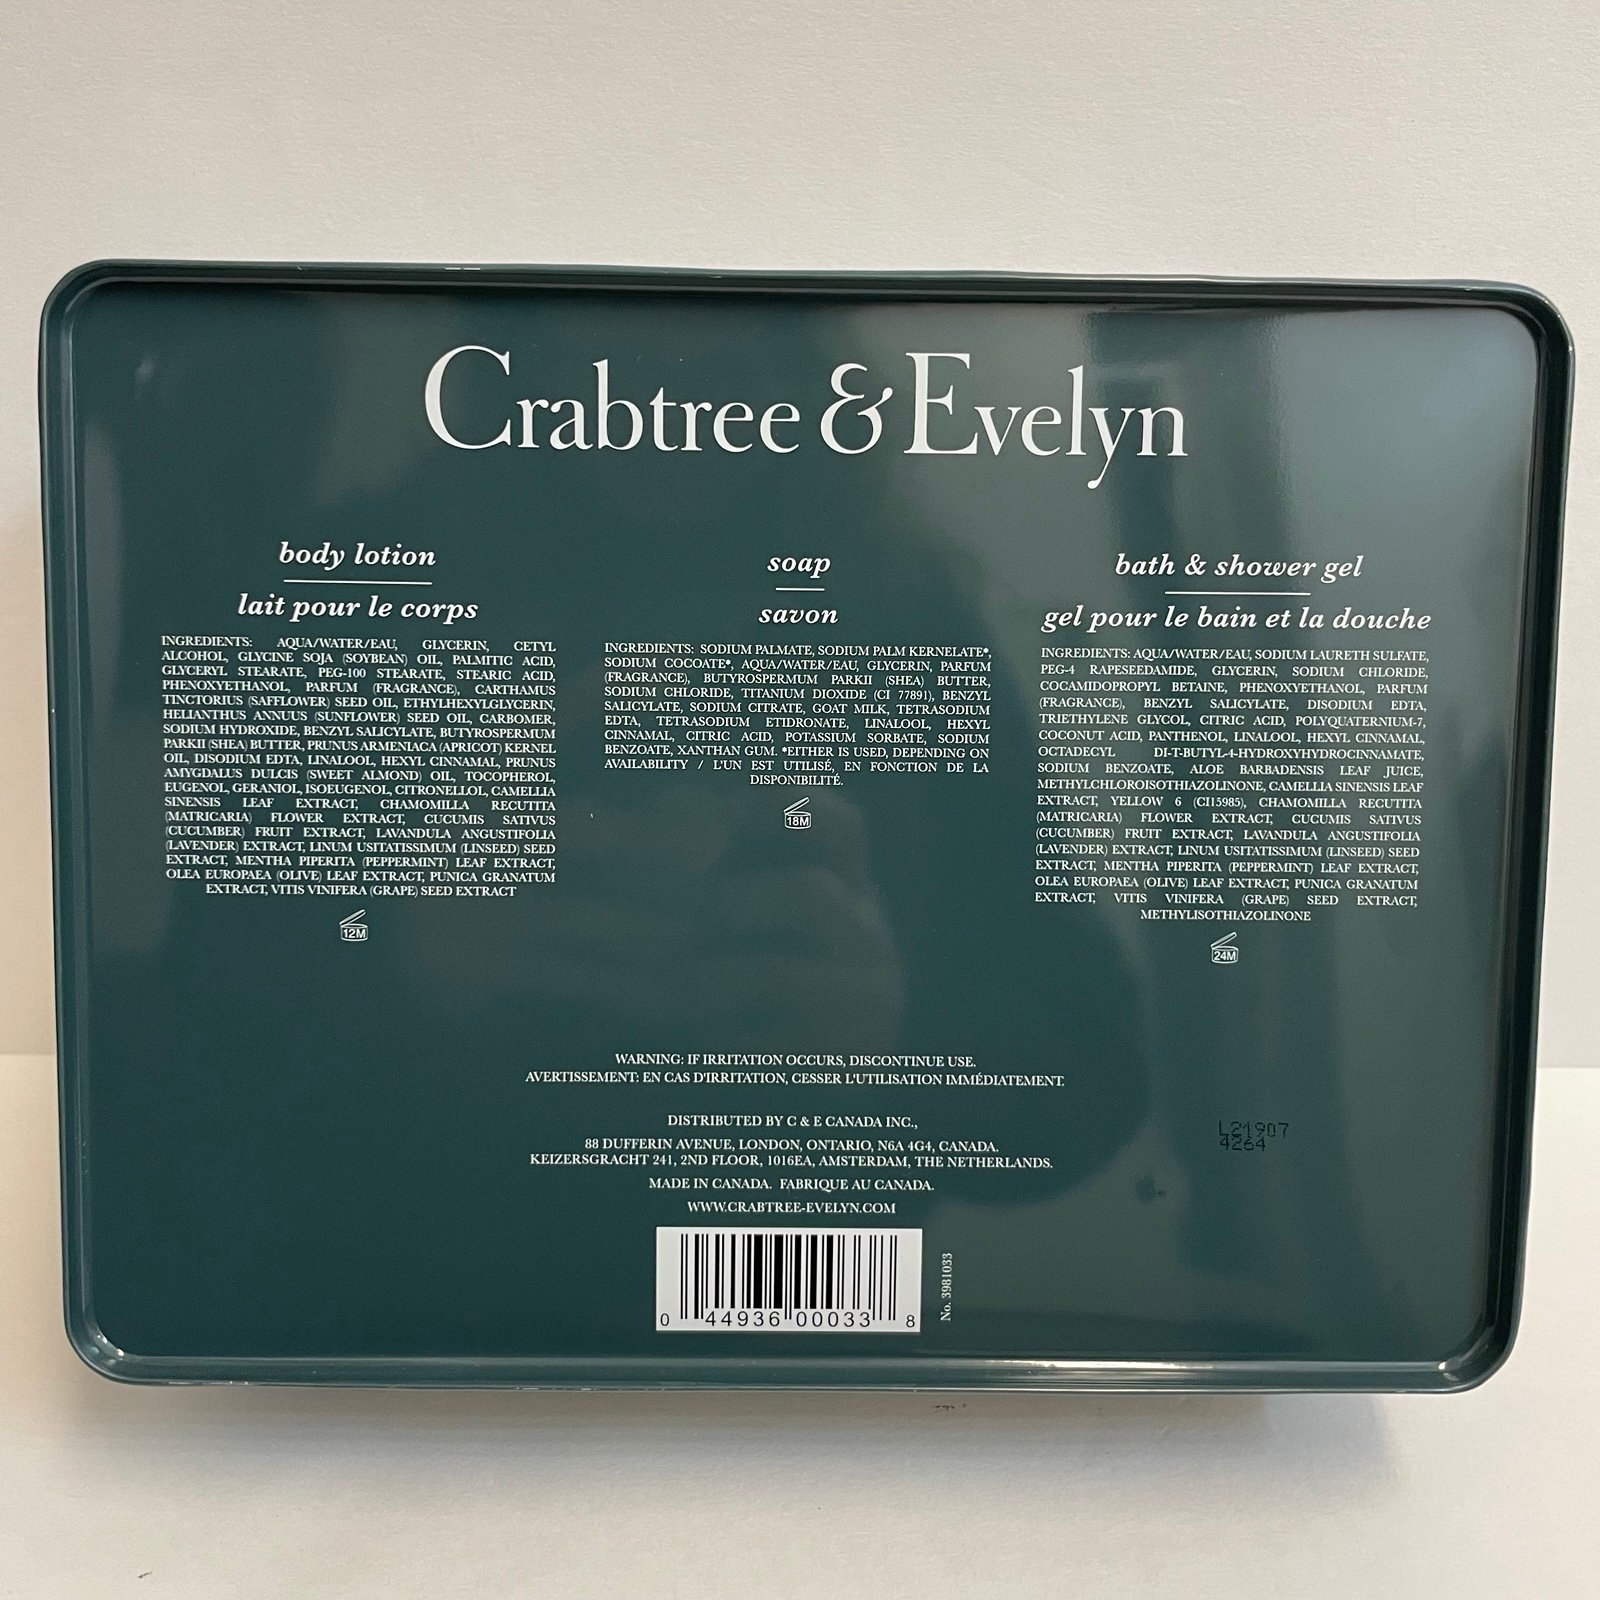 Crabtree & Evelyn
body lotion
lait pour le corps
INGREDIENTS: AQUA/WATER/EAU, GLYCERIN, CETYL
ALCOHOL, GLYCINE SOJA (SOYBEAN) OIL, PALMITIC ACID,
GLYCERYL STEARATE, PEG-100 STEARATE, STEARIC ACID,
PHENOXYETHANOL, PARFUM (FRAGRANCE), CARTHAMUS
TINCTORIUS (SAFFLOWER) SEED OIL, ETHYLHEXYLGLYCERIN,
HELIANTHUS ANNUUS (SUNFLOWER) SEED OIL, CARBOMER,
SODIUM HYDROXIDE, BENZYL SALICYLATE, BUTYROSPERMUM
PARKII (SHEA) BUTTER, PRUNUS ARMENIACA (APRICOT) KERNEL
OIL, DISODIUM EDTA, LINALOOL, HEXYL CINNAMAL, PRUNUS
AMYGDALUS DULCIS (SWEET ALMOND) OIL, TOCOPHEROL,
EUGENOL, GERANIOL, ISOEUGENOL, CITRONELLOL, CAMELLIA
SINENSIS LEAF EXTRACT, CHAMOMILLA RECUTITA
(MATRICARIA) FLOWER EXTRACT, CUCUMIS SATIVUS
(CUCUMBER) FRUIT EXTRACT, LAVANDULA ANGUSTIFOLIA
(LAVENDER) EXTRACT, LINUM USITATISSIMUM (LINSEED) SEED
EXTRACT, MENTHA PIPERITA (PEPPERMINT) LEAF EXTRACT,
OLEA EUROPAEA (OLIVE) LEAF EXTRACT, PUNICA GRANATUM
EXTRACT, VITIS VINIFERA (GRAPE) SEED EXTRACT
12M
soap
savon
INGREDIENTS: SODIUM PALMATE, SODIUM PALM KERNELATE*,
SODIUM COCOATE*, AQUA/WATER/EAU, GLYCERIN, PARFUM
(FRAGRANCE), BUTYROSPERMUM PARKII (SHEA) BUTTER,
SODIUM CHLORIDE, TITANIUM DIOXIDE (CI 77891), BENZYL
SALICYLATE, SODIUM CITRATE, GOAT MILK, TETRASODIUM
EDTA, TETRASODIUM ETIDRONATE, LINALOOL, HEXYL
CINNAMAL, CITRIC ACID, POTASSIUM SORBATE, SODIUM
BENZOATE, XANTHAN GUM. *EITHER IS USED, DEPENDING ON
AVAILABILITY / L'UN EST UTILISÉ, EN FONCTION DE LA
DISPONIBILITÉ.
18M
bath & shower gel
gel pour le bain et la douche
INGREDIENTS: AQUA/WATER/EAU, SODIUM LAURETH SULFATE,
PEG-4 RAPESEEDAMIDE, GLYCERIN, SODIUM CHLORIDE,
COCAMIDOPROPYL BETAINE, PHENOXYETHANOL, PARFUM
(FRAGRANCE), BENZYL SALICYLATE, DISODIUM EDTA,
TRIETHYLENE GLYCOL, CITRIC ACID, POLYQUATERNIUM-7,
COCONUT ACID, PANTHENOL, LINALOOL, HEXYL CINNAMAL,
OCTADECYL DI-T-BUTYL-4-HYDROXYHYDROCINNAMATE,
SODIUM BENZOATE, ALOE BARBADENSIS LEAF JUICE,
METHYLCHLOROISOTHIAZOLINONE, CAMELLIA SINENSIS LEAF
EXTRACT, YELLOW 6 (CI15985), CHAMOMILLA RECUTITA
(MATRICARIA) FLOWER EXTRACT, CUCUMIS SATIVUS
(CUCUMBER) FRUIT EXTRACT, LAVANDULA ANGUSTIFOLIA
(LAVENDER) EXTRACT, LINUM USITATISSIMUM (LINSEED) SEED
EXTRACT, MENTHA PIPERITA (PEPPERMINT) LEAF EXTRACT,
OLEA EUROPAEA (OLIVE) LEAF EXTRACT, PUNICA GRANATUM
EXTRACT, VITIS VINIFERA (GRAPE) SEED EXTRACT,
METHYLISOTHIAZOLINONE
24M
WARNING: IF IRRITATION OCCURS, DISCONTINUE USE.
AVERTISSEMENT: EN CAS D'IRRITATION, CESSER L'UTILISATION IMMÉDIATEMENT.
DISTRIBUTED BY C & E CANADA INC.,
88 DUFFERIN AVENUE, LONDON, ONTARIO, N6A 4G4, CANADA.
KEIZERSGRACHT 241, 2ND FLOOR, 1016EA, AMSTERDAM, THE NETHERLANDS.
MADE IN CANADA. FABRIQUE AU CANADA.
WWW.CRABTREE-EVELYN.COM
L21907
4264
0 44936 00033 8
No. 3981033